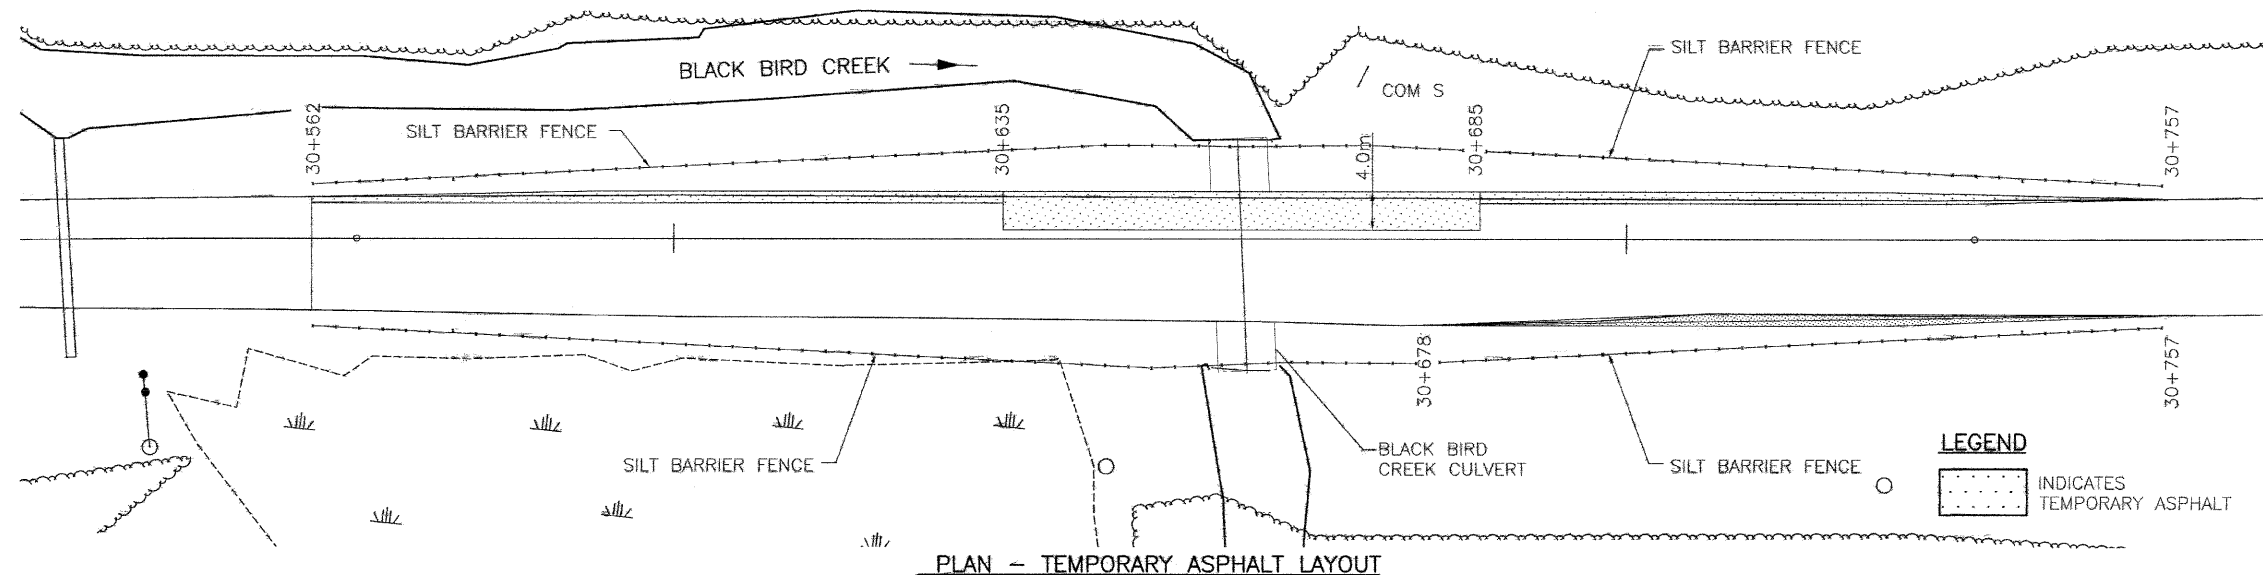 SILT BARRIER FENCE
BLACK BIRD CREEK
COM S
SILT BARRIER FENCE
30+562
30+635
4.0m
30+685
30+757
30+678
30+757
SILT BARRIER FENCE
BLACK BIRD
CREEK CULVERT
SILT BARRIER FENCE
LEGEND
INDICATES
TEMPORARY ASPHALT
PLAN – TEMPORARY ASPHALT LAYOUT